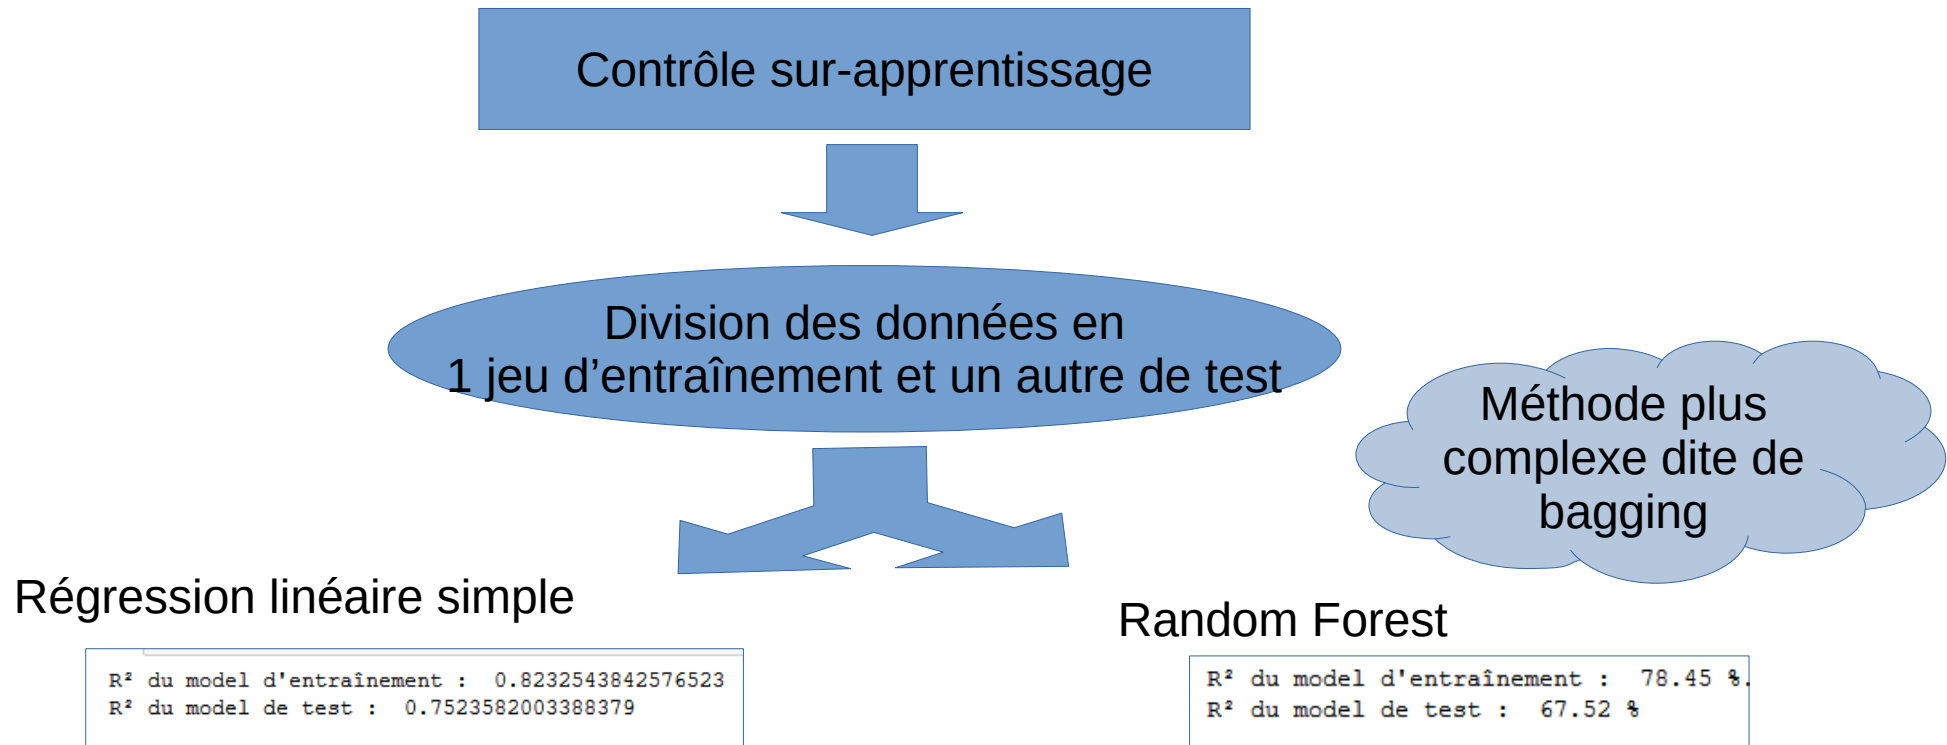 Contrôle sur-apprentissage
Division des données en
1 jeu d’entraînement et un autre de test
Méthode plus
complexe dite de
bagging
Régression linéaire simple
R² du model d'entraînement :  0.8232543842576523
R² du model de test :  0.7523582003388379
Random Forest
R² du model d'entraînement :  78.45 %.
R² du model de test :  67.52 %